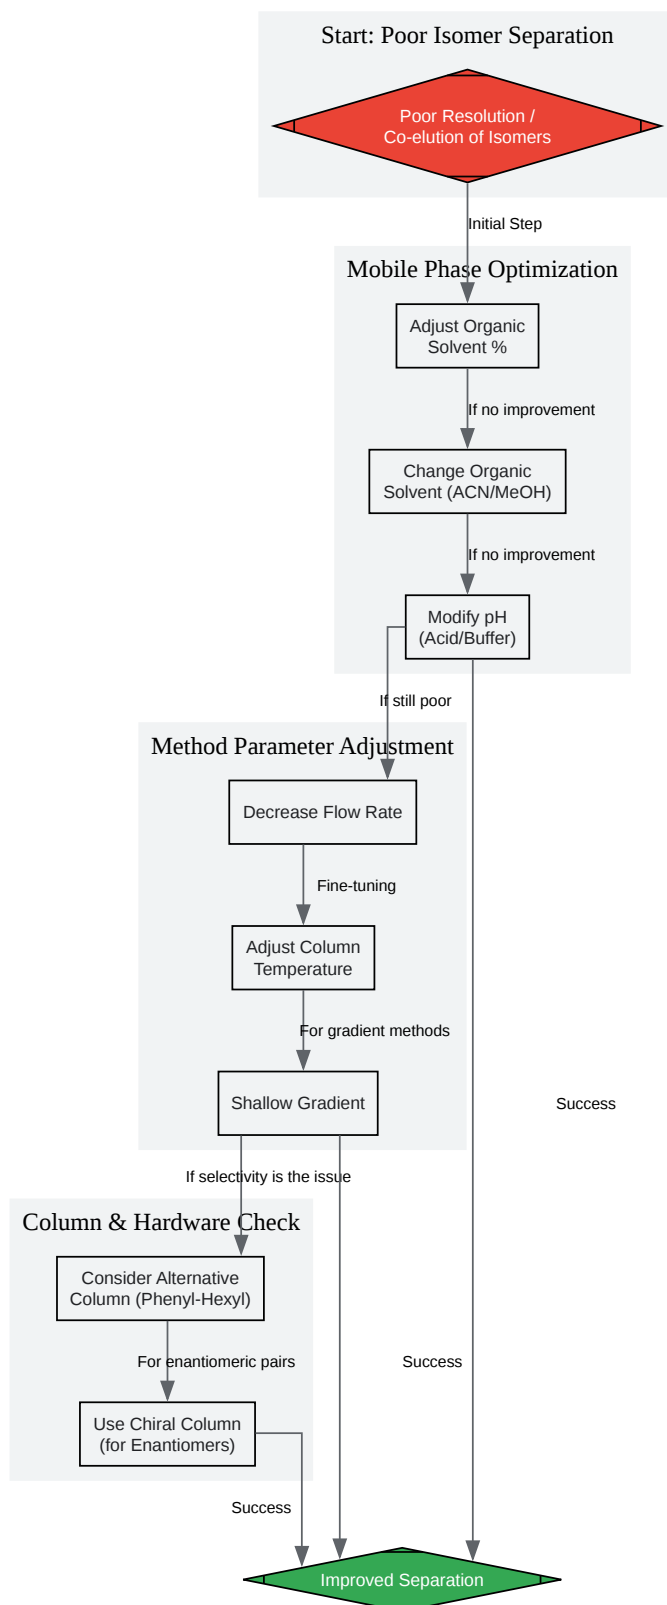 Start: Poor Isomer Separation
Poor Resolution /
Co-elution of Isomers
Initial Step
Mobile Phase Optimization
Adjust Organic
Solvent %
If no improvement
Change Organic
Solvent (ACN/MeOH)
If no improvement
Modify pH
(Acid/Buffer)
If still poor
Method Parameter Adjustment
Decrease Flow Rate
Fine-tuning
Adjust Column
Temperature
For gradient methods
Shallow Gradient
Success
If selectivity is the issue
Column & Hardware Check
Consider Alternative
Column (Phenyl-Hexyl)
For enantiomeric pairs
Success
Use Chiral Column
(for Enantiomers)
Success
Improved Separation